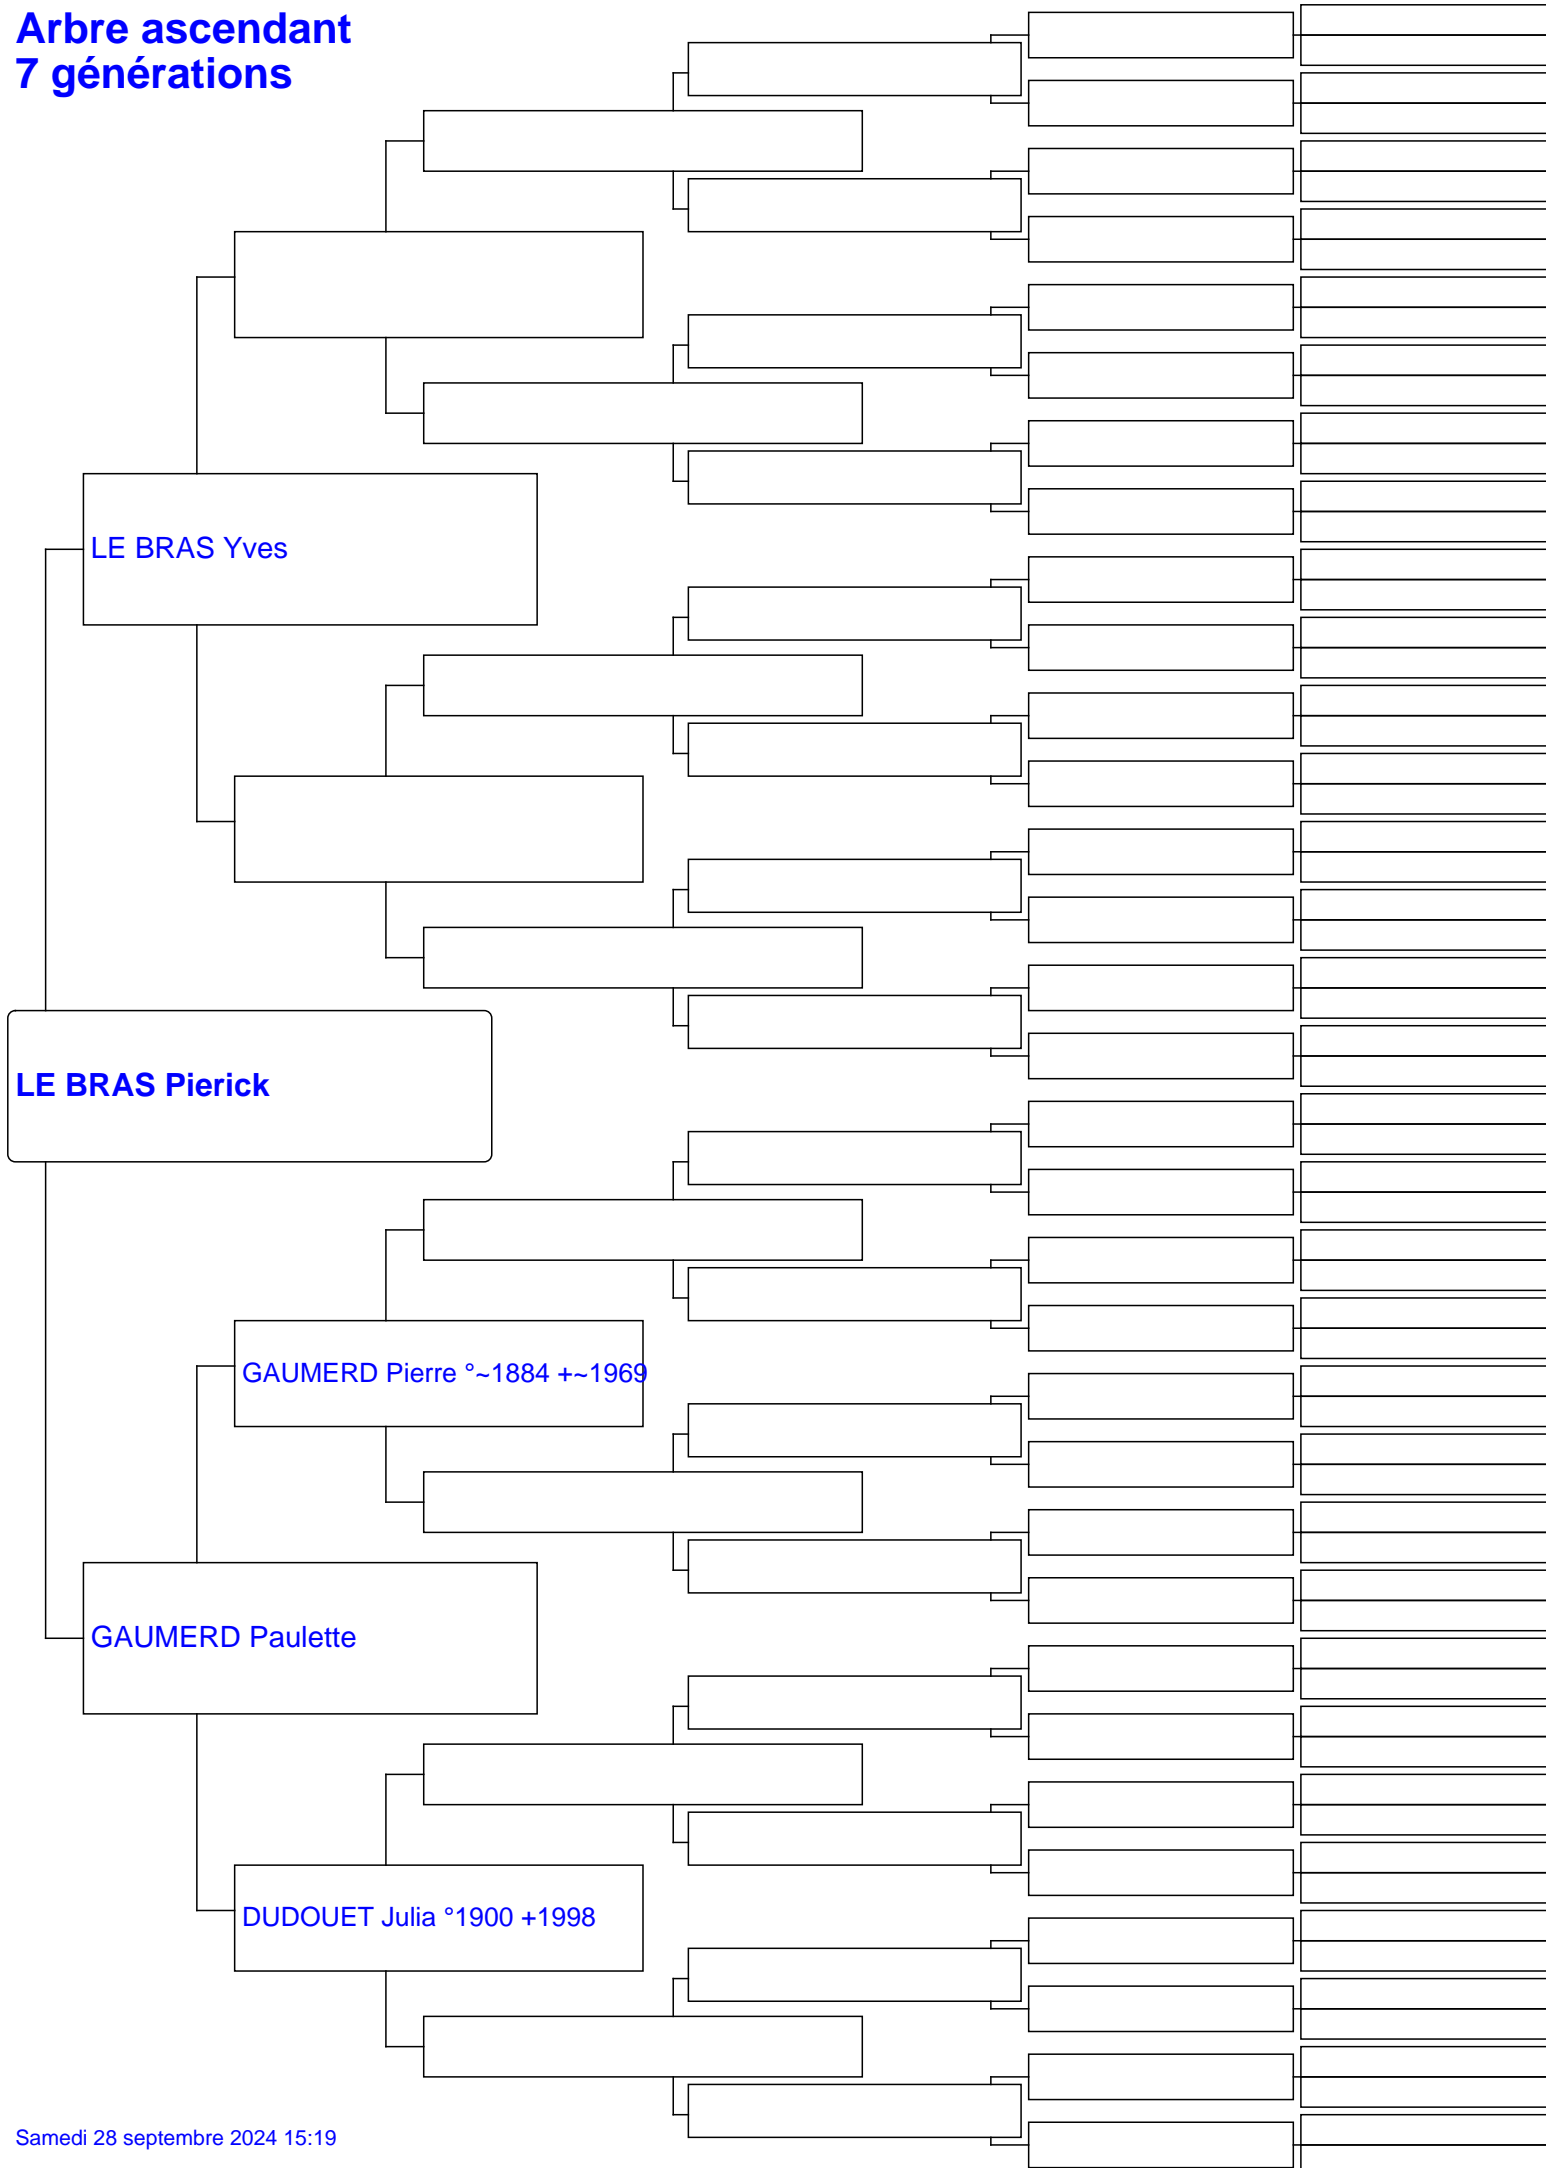 Arbre ascendant
7 générations
LE BRAS Yves
LE BRAS Pierick
GAUMERD Pierre °~1884 +~1969
GAUMERD Paulette
DUDOUET Julia °1900 +1998
Samedi 28 septembre 2024 15:19